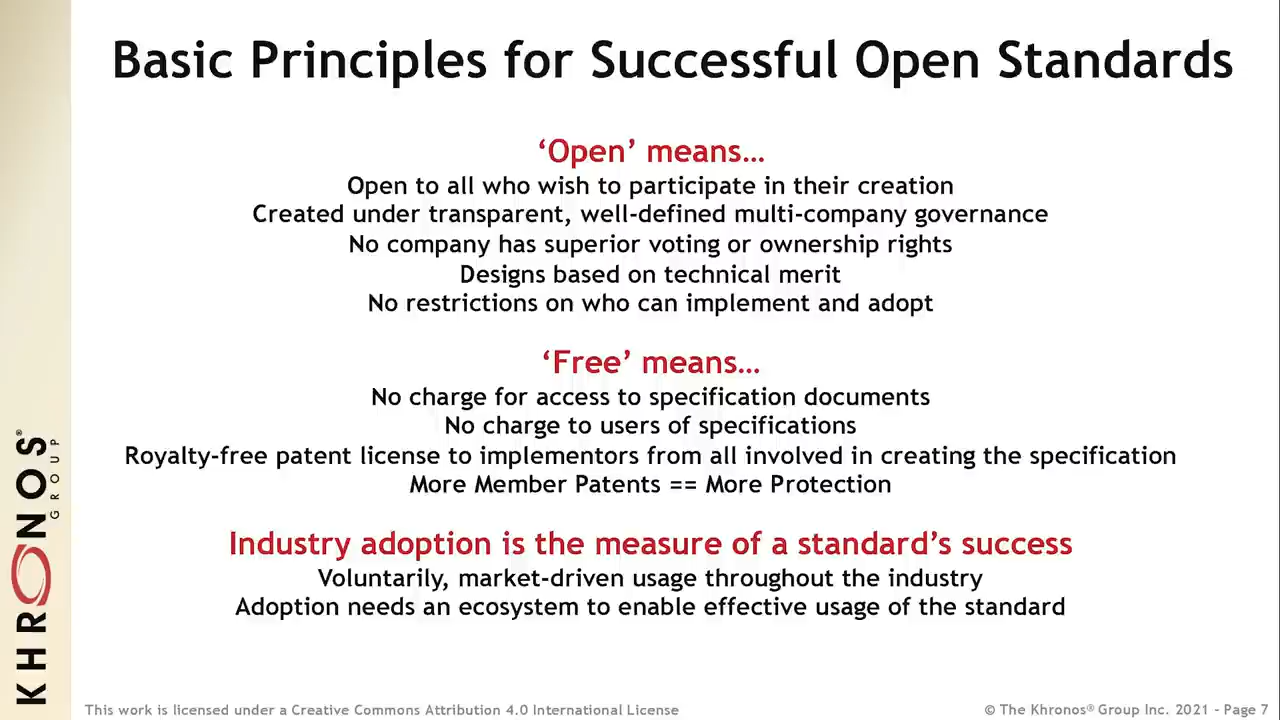 Basic Principles for Successful Open Standards
‘Open’ means…
Open to all who wish to participate in their creation
Created under transparent, well-defined multi-company governance
No company has superior voting or ownership rights
Designs based on technical merit
No restrictions on who can implement and adopt
‘Free’ means…
No charge for access to specification documents
No charge to users of specifications
Royalty-free patent license to implementors from all involved in creating the specification
More Member Patents == More Protection
Industry adoption is the measure of a standard’s success
Voluntarily, market-driven usage throughout the industry
Adoption needs an ecosystem to enable effective usage of the standard
KHRONOS®
GROUP
This work is licensed under a Creative Commons Attribution 4.0 International License
© The Khronos® Group Inc. 2021 - Page 7